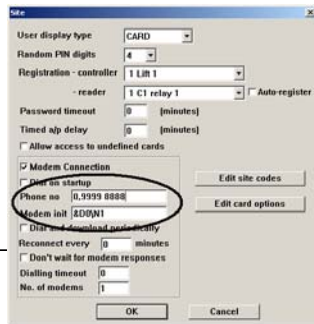 Site
User display type CARD
Random PIN digits 4
Registration - controller 1 Lift 1
- reader 1 C1 relay 1 Auto-register
Password timeout 0 (minutes)
Timed a/p delay 0 (minutes)
Allow access to undefined cards
Modem Connection
Dial on startup
Edit site codes
Phone no 0,9999 8888
Edit card options
Modem init &D0\N1
Dial and download periodically
Reconnect every 0 minutes
Don't wait for modem responses
Dialling timeout 0
No. of modems 1
OK Cancel